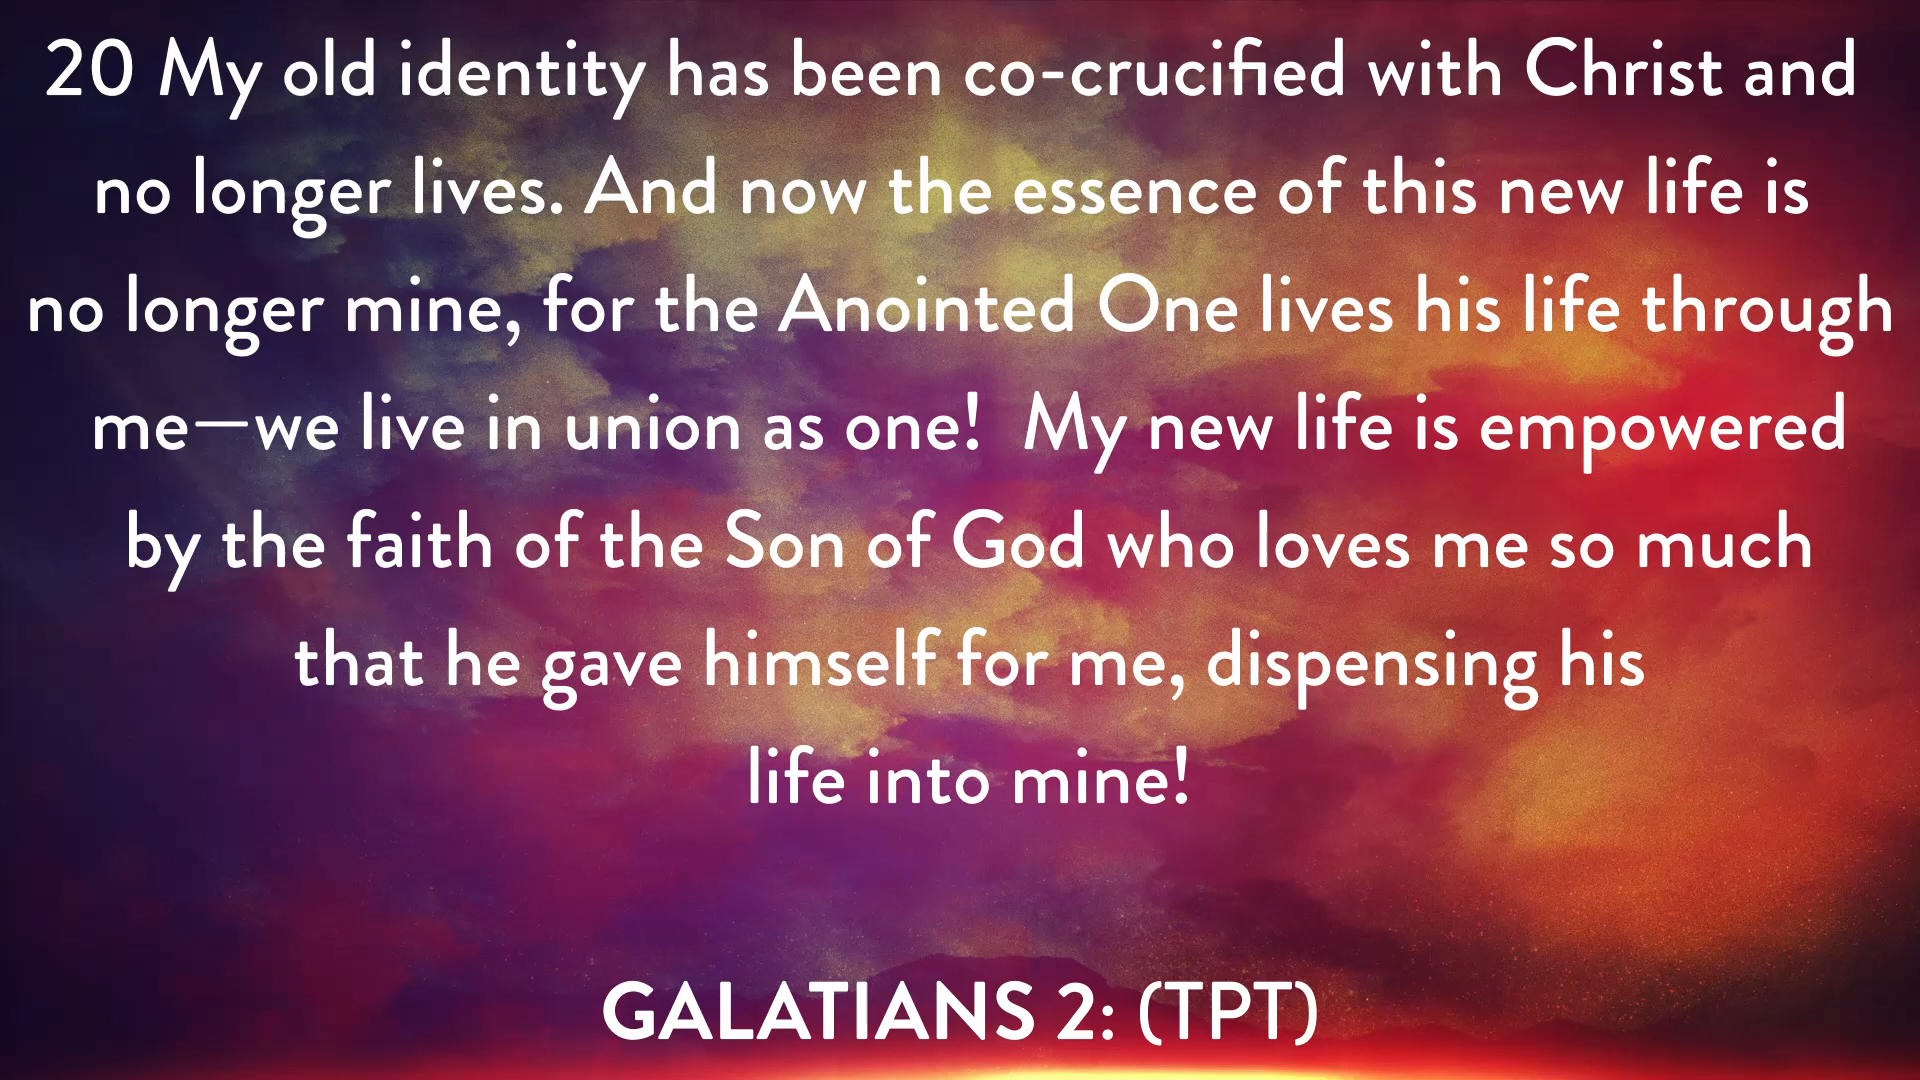 20 My old identity has been co-crucified with Christ and
no longer lives. And now the essence of this new life is
no longer mine, for the Anointed One lives his life through
me—we live in union as one!  My new life is empowered
by the faith of the Son of God who loves me so much
that he gave himself for me, dispensing his
life into mine!
GALATIANS 2: (TPT)